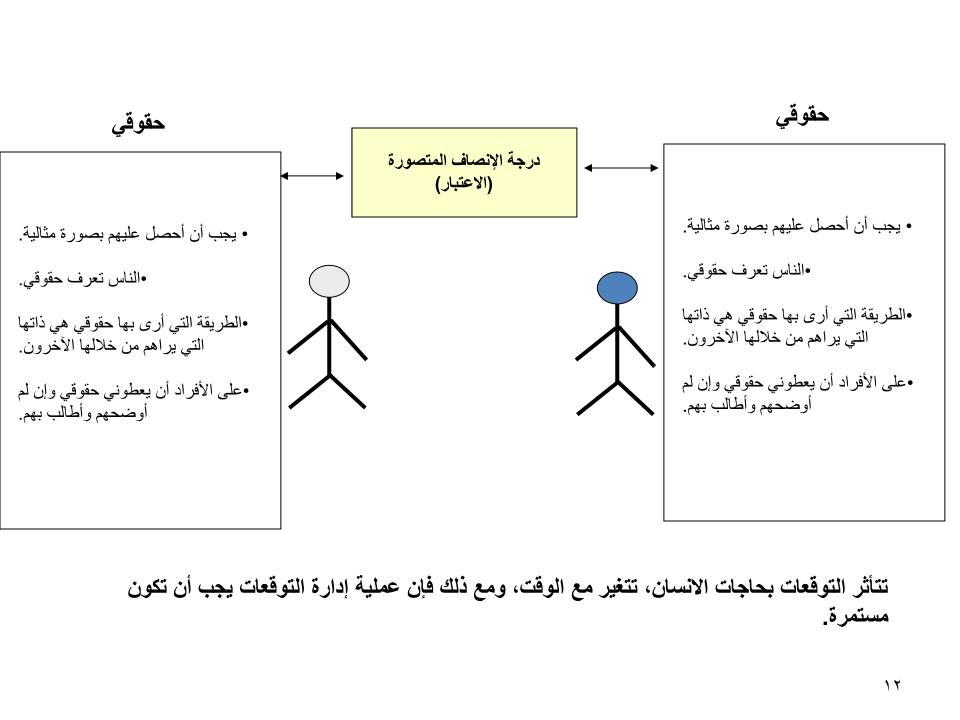 حقوقي
• يجب أن أحصل عليهم بصورة مثالية.
•الناس تعرف حقوقي.
•الطريقة التي أرى بها حقوقي هي ذاتها
التي يراهم من خلالها الآخرون.
•على الأفراد أن يعطوني حقوقي وإن لم
أوضحهم وأطالب بهم.
درجة الإنصاف المتصورة
(الاعتبار)
حقوقي
• يجب أن أحصل عليهم بصورة مثالية.
•الناس تعرف حقوقي.
•الطريقة التي أرى بها حقوقي هي ذاتها
التي يراهم من خلالها الآخرون.
•على الأفراد أن يعطوني حقوقي وإن لم
أوضحهم وأطالب بهم.
تتأثر التوقعات بحاجات الانسان، تتغير مع الوقت، ومع ذلك فإن عملية إدارة التوقعات يجب أن تكون
مستمرة.
١٢